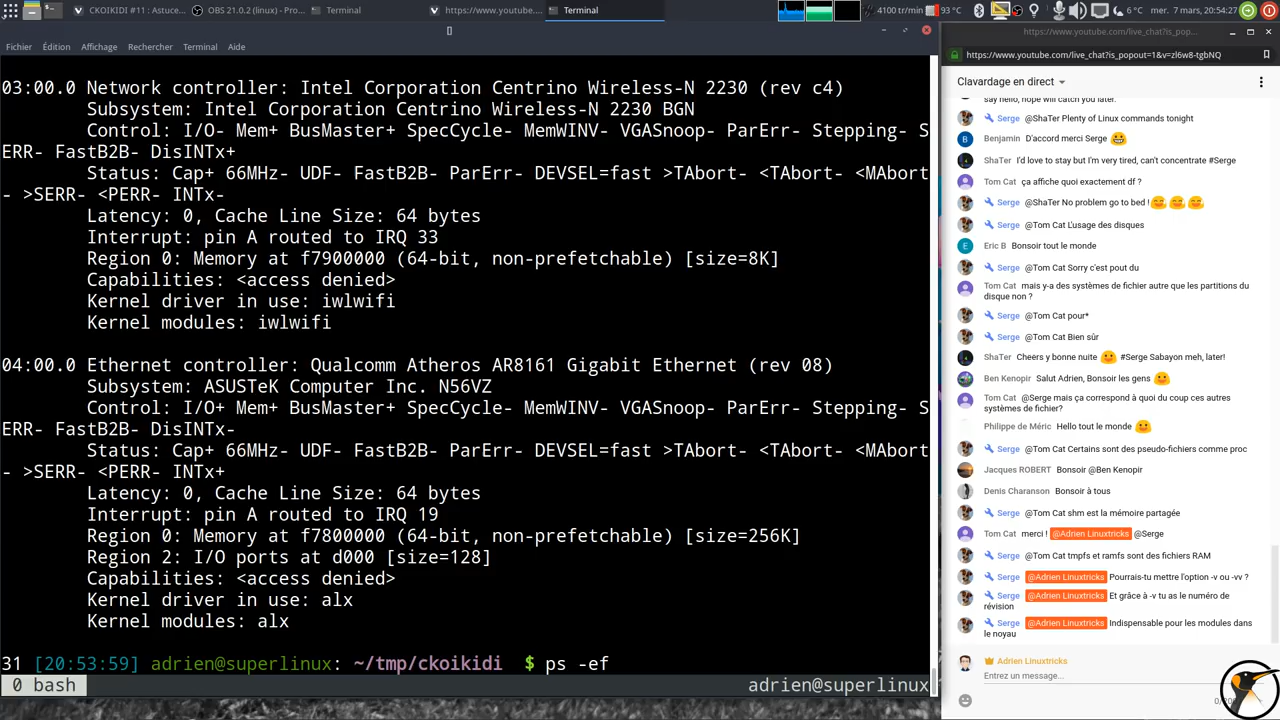 CKOIKIDI #11 : Astuce...
OBS 21.0.2 (linux) - Pro...
Terminal
https://www.youtube....
Terminal
4100 tr/min
93 °C
6 °C
mer. 7 mars, 20:54:27
Fichier Édition Affichage Rechercher Terminal Aide
03:00.0 Network controller: Intel Corporation Centrino Wireless-N 2230 (rev c4)
Subsystem: Intel Corporation Centrino Wireless-N 2230 BGN
Control: I/O- Mem+ BusMaster+ SpecCycle- MemWINV- VGASnoop- ParErr- Stepping- S
ERR- FastB2B- DisINTx+
Status: Cap+ 66MHz- UDF- FastB2B- ParErr- DEVSEL=fast >TAbort- <TAbort- <MAbort
- >SERR- <PERR- INTx-
Latency: 0, Cache Line Size: 64 bytes
Interrupt: pin A routed to IRQ 33
Region 0: Memory at f7900000 (64-bit, non-prefetchable) [size=8K]
Capabilities: <access denied>
Kernel driver in use: iwlwifi
Kernel modules: iwlwifi
04:00.0 Ethernet controller: Qualcomm Atheros AR8161 Gigabit Ethernet (rev 08)
Subsystem: ASUSTeK Computer Inc. N56VZ
Control: I/O+ Mem+ BusMaster+ SpecCycle- MemWINV- VGASnoop- ParErr- Stepping- S
ERR- FastB2B- DisINTx-
Status: Cap+ 66MHz- UDF- FastB2B- ParErr- DEVSEL=fast >TAbort- <TAbort- <MAbort
- >SERR- <PERR- INTx+
Latency: 0, Cache Line Size: 64 bytes
Interrupt: pin A routed to IRQ 19
(64-bit, non-prefetchable) [size=256K]
Region 2: I/O ports at d000 [size=128]
Capabilities: <access denied>
Kernel driver in use: alx
Kernel modules: alx
31 [20:53:59] adrien@superlinux: ~/tmp/ckoikidi $ ps -ef
0 bash
adrien@superlinux
https://www.youtube.com/live_chat?is_pop...
https://www.youtube.com/live_chat?is_popout=1&v=zl6w8-tgbNQ
Clavardage en direct
say hello, hope will catch you later.
Serge @ShaTer Plenty of Linux commands tonight
Benjamin D'accord merci Serge
ShaTer I'd love to stay but I'm very tired, can't concentrate #Serge
Tom Cat ça affiche quoi exactement df ?
Serge @ShaTer No problem go to bed !
Serge @Tom Cat L'usage des disques
Eric B Bonsoir tout le monde
Serge @Tom Cat Sorry c'est pout du
Tom Cat mais y-a des systèmes de fichier autre que les partitions du
disque non ?
Serge @Tom Cat pour*
Serge @Tom Cat Bien sûr
ShaTer Cheers y bonne nuite #Serge Sabayon meh, later!
Ben Kenopir Salut Adrien, Bonsoir les gens
Tom Cat @Serge mais ça correspond à quoi du coup ces autres
systèmes de fichier?
Philippe de Méric Hello tout le monde
Serge @Tom Cat Certains sont des pseudo-fichiers comme proc
Jacques ROBERT Bonsoir @Ben Kenopir
Denis Charanson Bonsoir à tous
Serge @Tom Cat shm est la mémoire partagée
Tom Cat merci ! @Adrien Linuxtricks @Serge
Serge @Tom Cat tmpfs et ramfs sont des fichiers RAM
Serge @Adrien Linuxtricks Pourrais-tu mettre l'option -v ou -vv ?
Serge @Adrien Linuxtricks Et grâce à -v tu as le numéro de
révision
Serge @Adrien Linuxtricks Indispensable pour les modules dans
le noyau
Adrien Linuxtricks
Entrez un message...